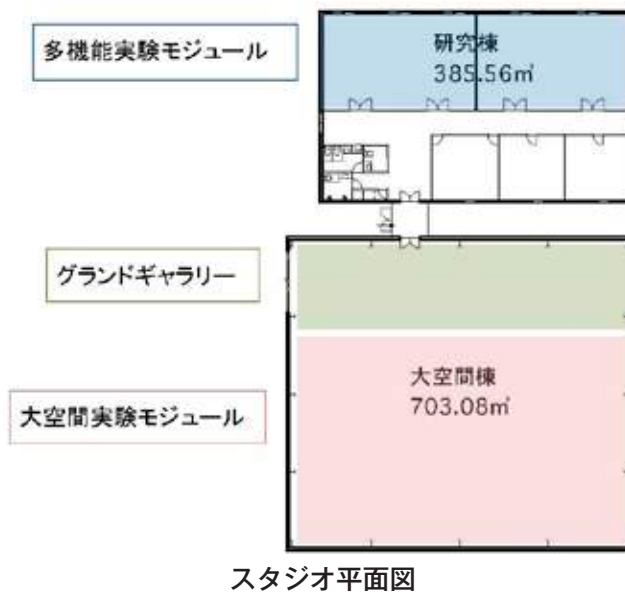 多機能実験モジュール
研究棟
385.56㎡
グランドギャラリー
大空間棟
703.08㎡
大空間実験モジュール
スタジオ平面図